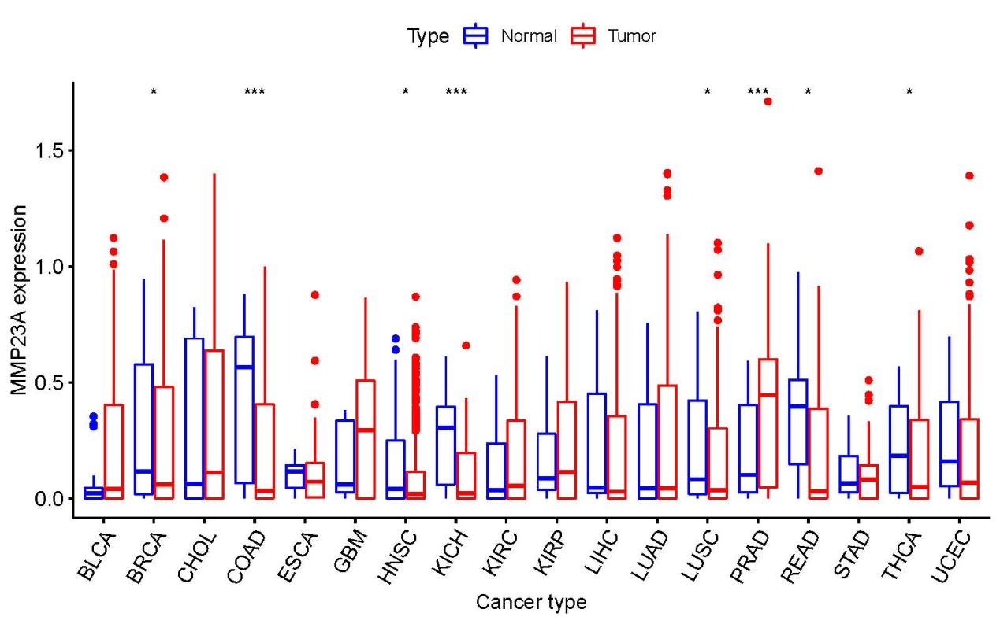 Type Normal Tumor
* *** * *** * *** * *
1.5
1.0
0.5
0.0
MMP23A expression
BLCA BRCA CHOL COAD ESCA GBM HNSC KICH KIRC KIRP LIHC LUAD LUSC PRAD READ STAD THCA UCEC
Cancer type